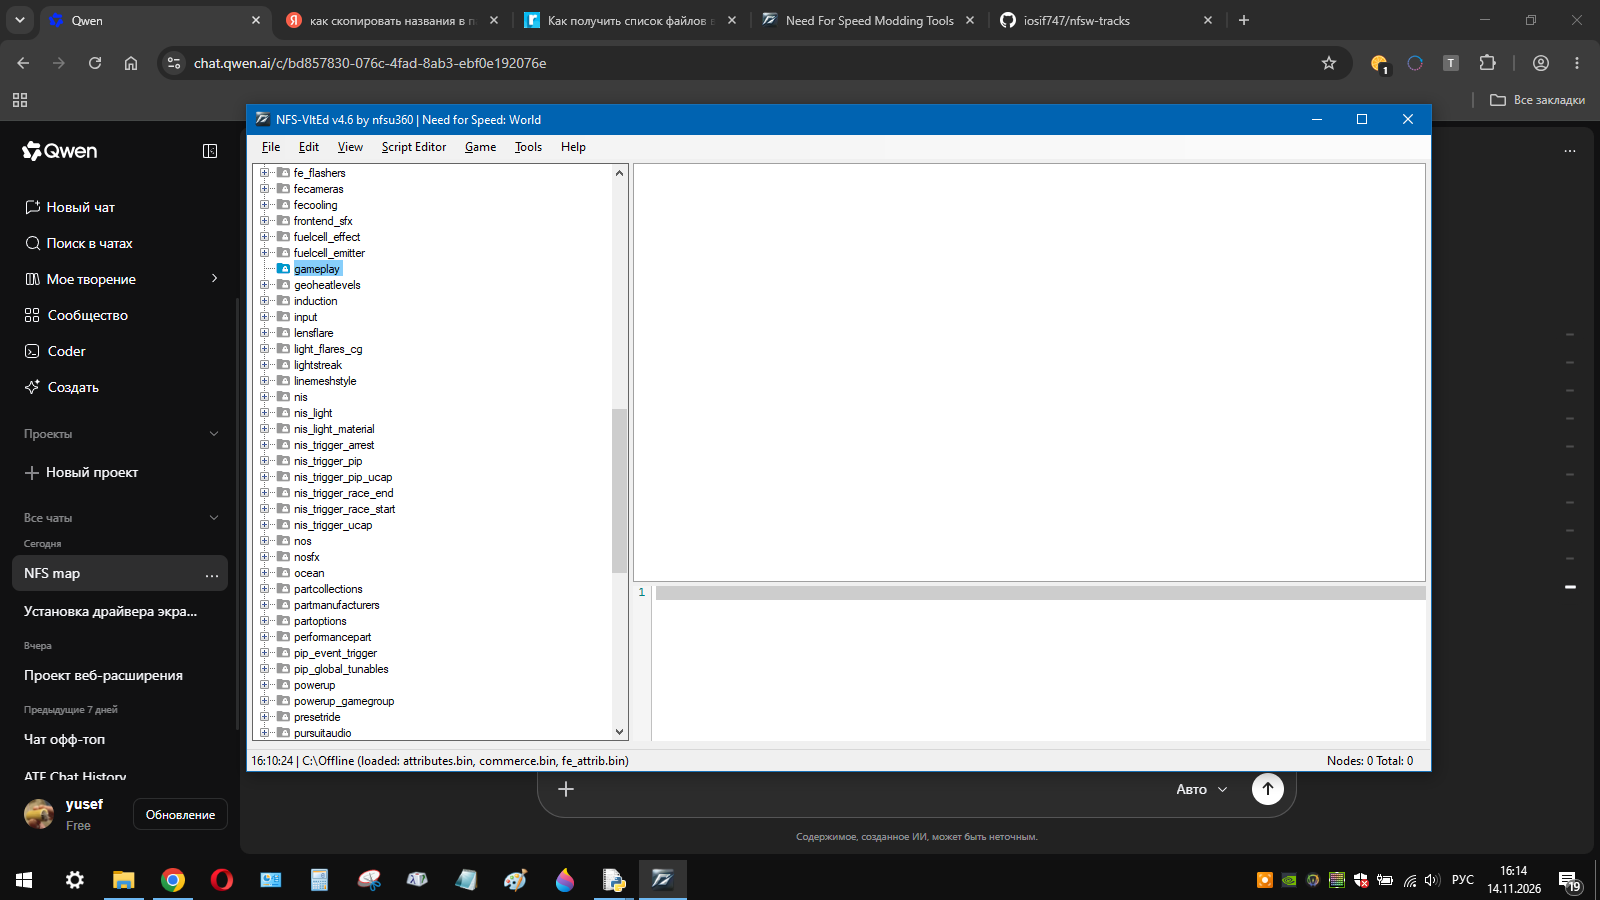 Qwen
как скопировать названия в п
Как получить список файлов в
Need For Speed Modding Tools
iosif747/nfsw-tracks
chat.qwen.ai/c/bd857830-076c-4fad-8ab3-ebf0e192076e
1
T
Все закладки
Qwen
Новый чат
Поиск в чатах
Мое творение
Сообщество
Coder
Создать
Проекты
Новый проект
Все чаты
Сегодня
NFS map
Установка драйвера экра...
Вчера
Проект веб-расширения
Предыдущие 7 дней
Чат офф-топ
ATF Chat History
yusef
Free
Обновление
NFS-VltEd v4.6 by nfsu360 | Need for Speed: World
File Edit View Script Editor Game Tools Help
fe_flashers
fecameras
fecooling
frontend_sfx
fuelcell_effect
fuelcell_emitter
gameplay
geoheatlevels
induction
input
lensflare
light_flares_cg
lightstreak
linemeshstyle
nis
nis_light
nis_light_material
nis_trigger_arrest
nis_trigger_pip
nis_trigger_pip_ucap
nis_trigger_race_end
nis_trigger_race_start
nis_trigger_ucap
nos
nosfx
ocean
partcollections
partmanufacturers
partoptions
performancepart
pip_event_trigger
pip_global_tunables
powerup
powerup_gamegroup
presetride
pursuitaudio
1
16:10:24 | C:\Offline (loaded: attributes.bin, commerce.bin, fe_attrib.bin)
Nodes: 0 Total: 0
Авто
Содержимое, созданное ИИ, может быть неточным.
РУС
16:14
14.11.2026
19